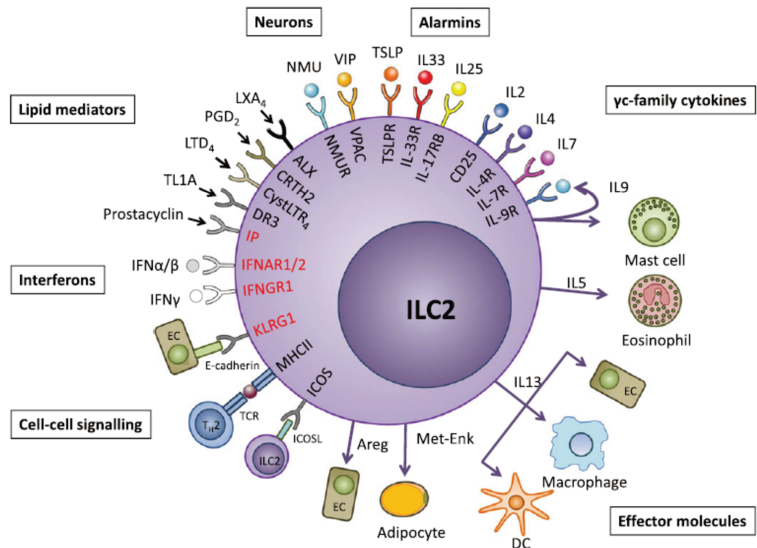 Neurons
Alarmins
Lipid mediators
γc-family cytokines
Interferons
Cell-cell signalling
Effector molecules
NMU
VIP
TSLP
IL33
IL25
IL2
IL4
IL7
IL9
LXA4
PGD2
LTD4
TL1A
Prostacyclin
IFNα/β
IFNγ
ALX
CRTH2
CystLTR4
DR3
IP
IFNAR1/2
IFNGR1
KLRG1
MHCII
ICOS
NMUR
VPAC
TSLPR
IL-33R
IL-17RB
CD25
IL-4R
IL-7R
IL-9R
ILC2
Mast cell
IL5
Eosinophil
IL13
EC
Macrophage
DC
Met-Enk
Adipocyte
Areg
EC
EC
E-cadherin
TH2
TCR
ICOSL
ILC2